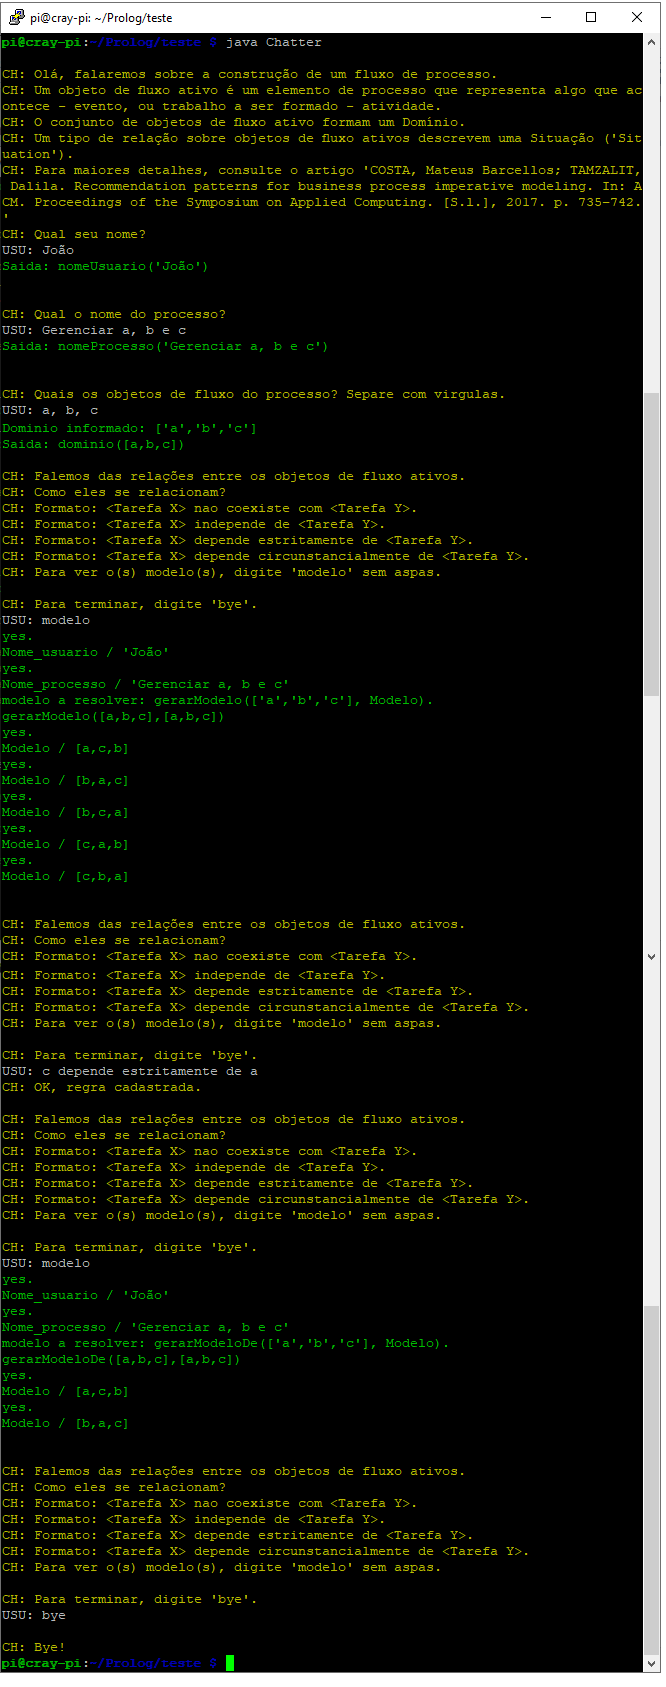 pi@cray-pi: ~/Prolog/teste
pi@cray-pi:~/Prolog/teste $ java Chatter
CH: Olá, falaremos sobre a construção de um fluxo de processo.
CH: Um objeto de fluxo ativo é um elemento de processo que representa algo que ac
ontece - evento, ou trabalho a ser formado - atividade.
CH: O conjunto de objetos de fluxo ativo formam um Domínio.
CH: Um tipo de relação sobre objetos de fluxo ativos descrevem uma Situação ('Sit
uation').
CH: Para maiores detalhes, consulte o artigo 'COSTA, Mateus Barcellos; TAMZALIT,
 Dalila. Recommendation patterns for business process imperative modeling. In: A
CM. Proceedings of the Symposium on Applied Computing. [S.l.], 2017. p. 735-742.
'
CH: Qual seu nome?
USU: João
Saida: nomeUsuario('João')
CH: Qual o nome do processo?
USU: Gerenciar a, b e c
Saida: nomeProcesso('Gerenciar a, b e c')
CH: Quais os objetos de fluxo do processo? Separe com virgulas.
USU: a, b, c
Dominio informado: ['a','b','c']
Saida: dominio([a,b,c])
CH: Falemos das relações entre os objetos de fluxo ativos.
CH: Como eles se relacionam?
CH: Formato: <Tarefa X> nao coexiste com <Tarefa Y>.
CH: Formato: <Tarefa X> independe de <Tarefa Y>.
CH: Formato: <Tarefa X> depende estritamente de <Tarefa Y>.
CH: Formato: <Tarefa X> depende circunstancialmente de <Tarefa Y>.
CH: Para ver o(s) modelo(s), digite 'modelo' sem aspas.
CH: Para terminar, digite 'bye'.
USU: modelo
yes.
Nome_usuario / 'João'
yes.
Nome_processo / 'Gerenciar a, b e c'
modelo a resolver: gerarModelo(['a','b','c'], Modelo).
gerarModelo([a,b,c],[a,b,c])
yes.
Modelo / [a,c,b]
yes.
Modelo / [b,a,c]
yes.
Modelo / [b,c,a]
yes.
Modelo / [c,a,b]
yes.
Modelo / [c,b,a]
CH: Falemos das relações entre os objetos de fluxo ativos.
CH: Como eles se relacionam?
CH: Formato: <Tarefa X> nao coexiste com <Tarefa Y>.
CH: Formato: <Tarefa X> independe de <Tarefa Y>.
CH: Formato: <Tarefa X> depende estritamente de <Tarefa Y>.
CH: Formato: <Tarefa X> depende circunstancialmente de <Tarefa Y>.
CH: Para ver o(s) modelo(s), digite 'modelo' sem aspas.
CH: Para terminar, digite 'bye'.
USU: c depende estritamente de a
CH: OK, regra cadastrada.
CH: Falemos das relações entre os objetos de fluxo ativos.
CH: Como eles se relacionam?
CH: Formato: <Tarefa X> nao coexiste com <Tarefa Y>.
CH: Formato: <Tarefa X> independe de <Tarefa Y>.
CH: Formato: <Tarefa X> depende estritamente de <Tarefa Y>.
CH: Formato: <Tarefa X> depende circunstancialmente de <Tarefa Y>.
CH: Para ver o(s) modelo(s), digite 'modelo' sem aspas.
CH: Para terminar, digite 'bye'.
USU: modelo
yes.
Nome_usuario / 'João'
yes.
Nome_processo / 'Gerenciar a, b e c'
modelo a resolver: gerarModeloDe(['a','b','c'], Modelo).
gerarModeloDe([a,b,c],[a,b,c])
yes.
Modelo / [a,c,b]
yes.
Modelo / [b,a,c]
CH: Falemos das relações entre os objetos de fluxo ativos.
CH: Como eles se relacionam?
CH: Formato: <Tarefa X> nao coexiste com <Tarefa Y>.
CH: Formato: <Tarefa X> independe de <Tarefa Y>.
CH: Formato: <Tarefa X> depende estritamente de <Tarefa Y>.
CH: Formato: <Tarefa X> depende circunstancialmente de <Tarefa Y>.
CH: Para ver o(s) modelo(s), digite 'modelo' sem aspas.
CH: Para terminar, digite 'bye'.
USU: bye
CH: Bye!
pi@cray-pi:~/Prolog/teste $